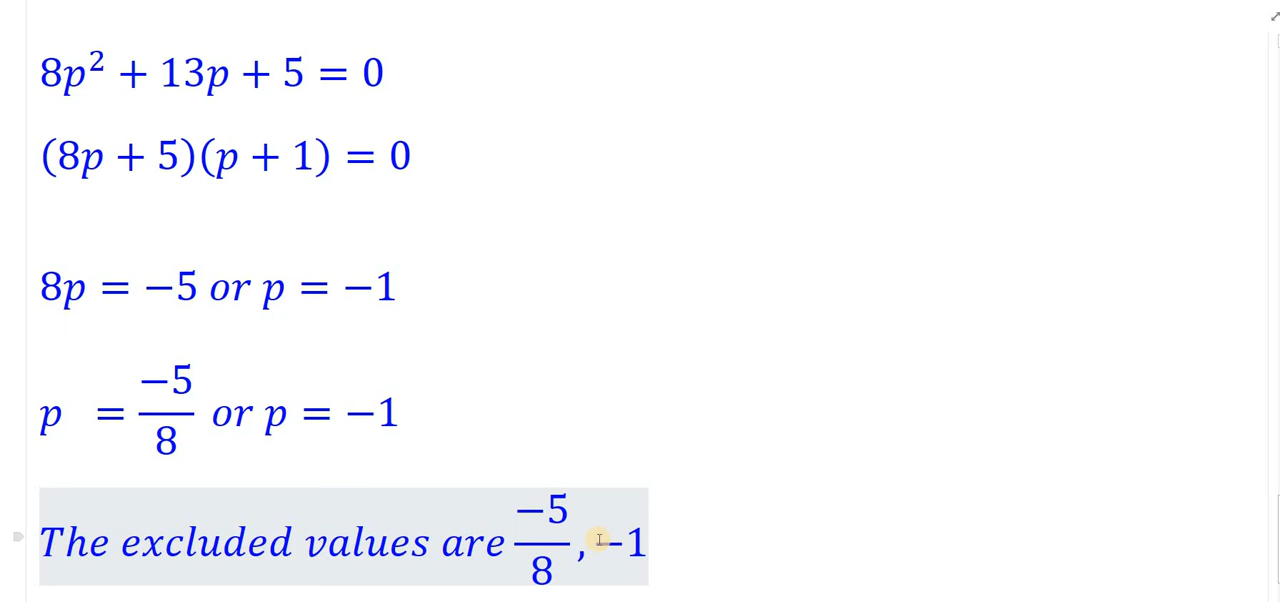 8p² + 13p + 5 = 0
(8p + 5)(p + 1) = 0
8p = −5 or p = −1
p = −5/8 or p = −1
The excluded values are −5/8, −1